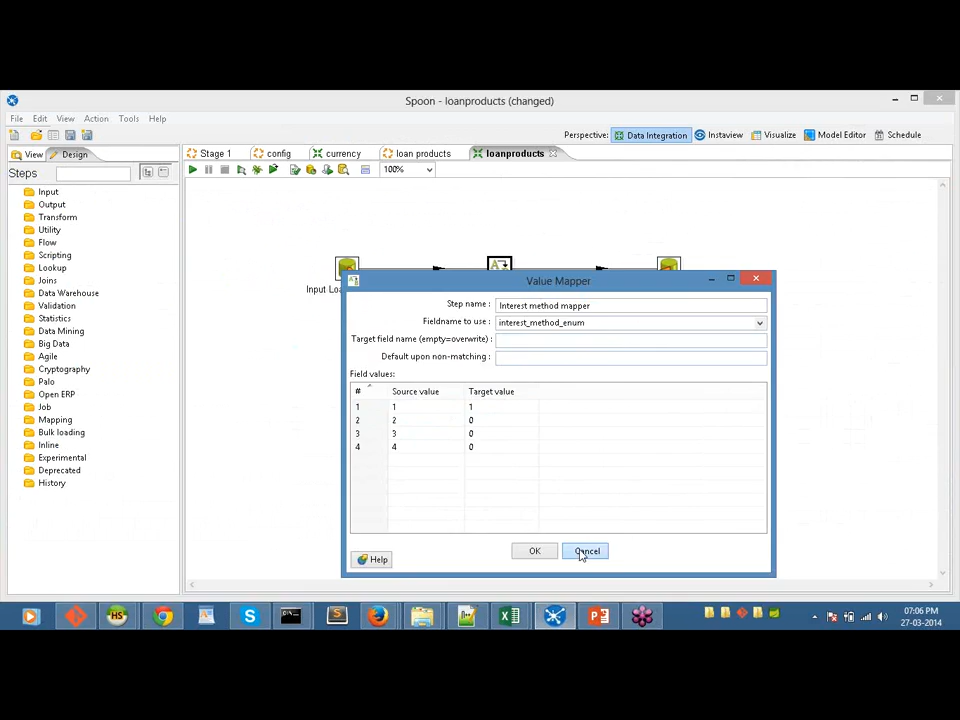 Spoon - loanproducts (changed)
File Edit View Action Tools Help
Perspective: Data Integration Instaview Visualize Model Editor Schedule
View Design
Stage 1 config currency loan products loanproducts
Steps
100%
Input
Output
Transform
Utility
Flow
Scripting
Lookup
Joins
Data Warehouse
Validation
Statistics
Data Mining
Big Data
Agile
Cryptography
Palo
Open ERP
Job
Mapping
Bulk loading
Inline
Experimental
Deprecated
History
Input Loa
Value Mapper
Step name : Interest method mapper
Fieldname to use : interest_method_enum
Target field name (empty=overwrite) :
Default upon non-matching :
Field values:
# Source value Target value
1 1 1
2 2 0
3 3 0
4 4 0
OK Cancel
Help
HS
07:06 PM
27-03-2014